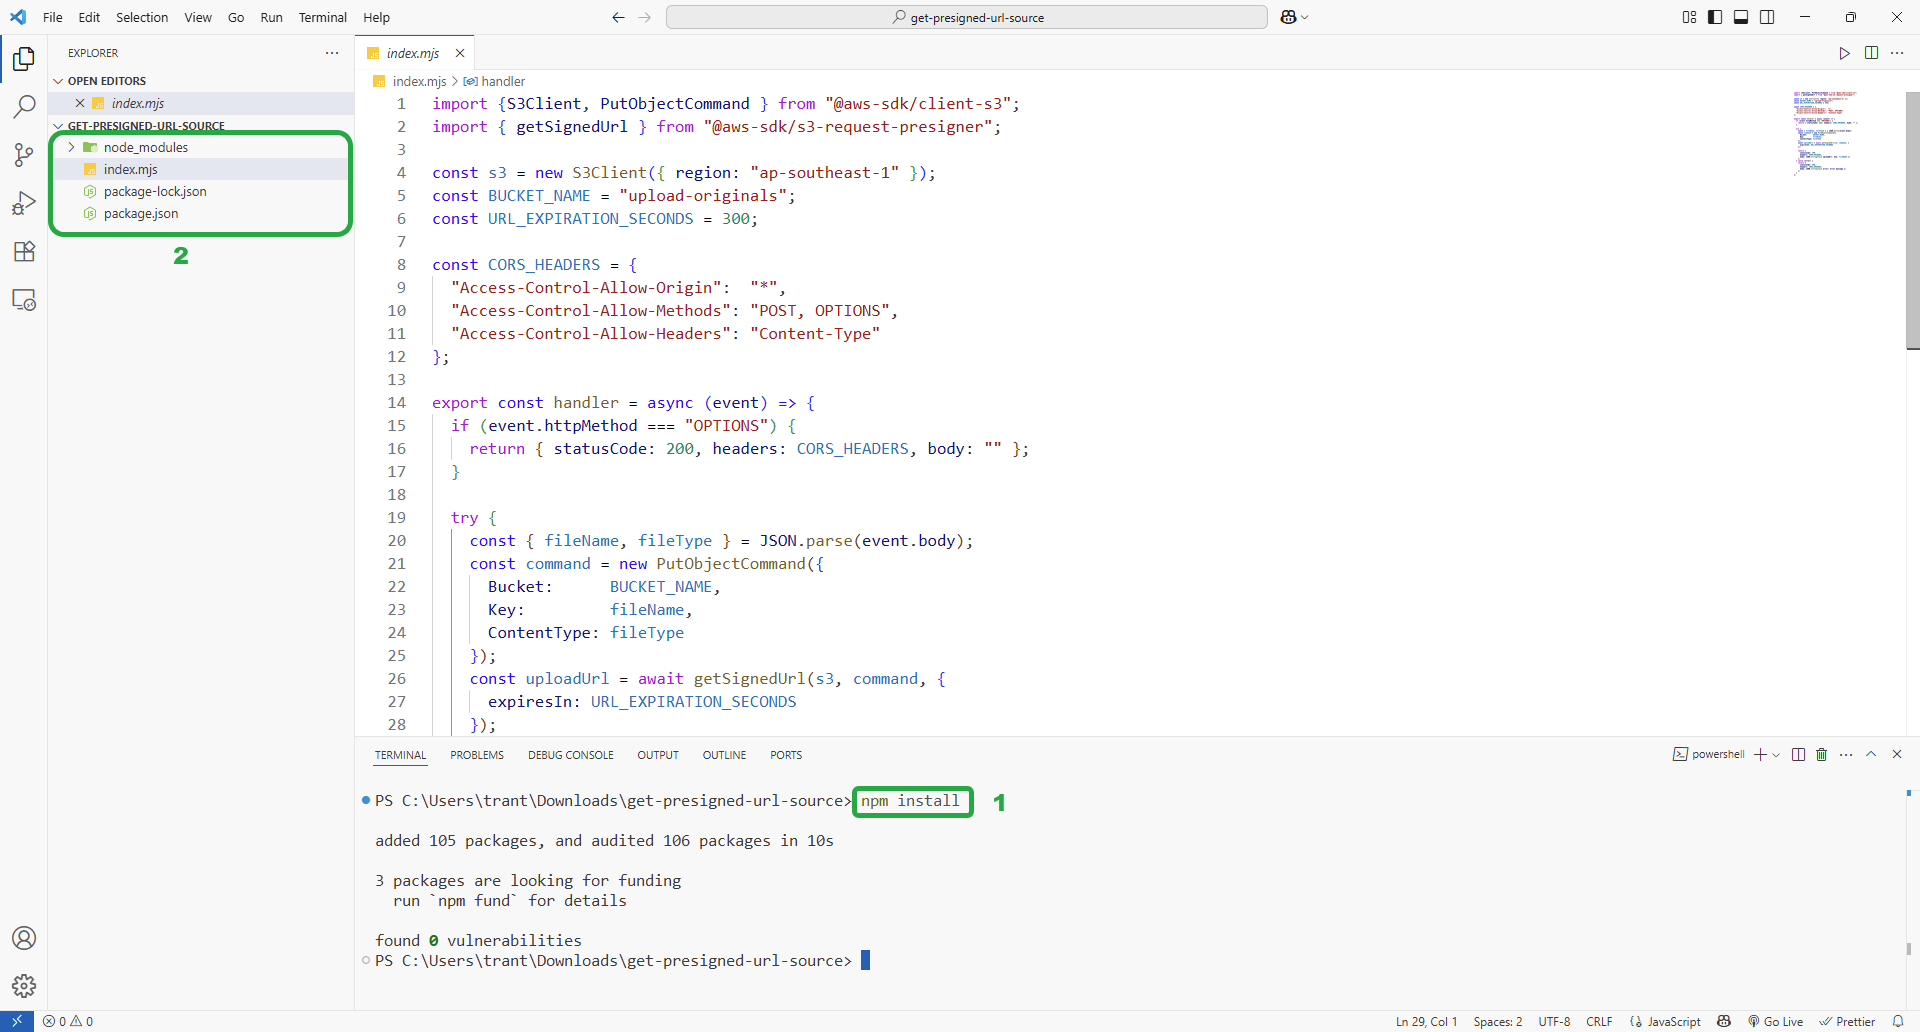 File Edit Selection View Go Run Terminal Help
get-presigned-url-source
EXPLORER
OPEN EDITORS
index.mjs
GET-PRESIGNED-URL-SOURCE
node_modules
index.mjs
package-lock.json
package.json
2
index.mjs
index.mjs > handler
1 import {S3Client, PutObjectCommand } from "@aws-sdk/client-s3";
2 import { getSignedUrl } from "@aws-sdk/s3-request-presigner";
3
4 const s3 = new S3Client({ region: "ap-southeast-1" });
5 const BUCKET_NAME = "upload-originals";
6 const URL_EXPIRATION_SECONDS = 300;
7
8 const CORS_HEADERS = {
9 "Access-Control-Allow-Origin": "*",
10 "Access-Control-Allow-Methods": "POST, OPTIONS",
11 "Access-Control-Allow-Headers": "Content-Type"
12 };
13
14 export const handler = async (event) => {
15 if (event.httpMethod === "OPTIONS") {
16 return { statusCode: 200, headers: CORS_HEADERS, body: "" };
17 }
18
19 try {
20 const { fileName, fileType } = JSON.parse(event.body);
21 const command = new PutObjectCommand({
22 Bucket: BUCKET_NAME,
23 Key: fileName,
24 ContentType: fileType
25 });
26 const uploadUrl = await getSignedUrl(s3, command, {
27 expiresIn: URL_EXPIRATION_SECONDS
28 });
TERMINAL PROBLEMS DEBUG CONSOLE OUTPUT OUTLINE PORTS
powershell
PS C:\Users\trant\Downloads\get-presigned-url-source> npm install 1
added 105 packages, and audited 106 packages in 10s
3 packages are looking for funding
run `npm fund` for details
found 0 vulnerabilities
PS C:\Users\trant\Downloads\get-presigned-url-source>
0 0
Ln 29, Col 1 Spaces: 2 UTF-8 CRLF JavaScript Go Live Prettier